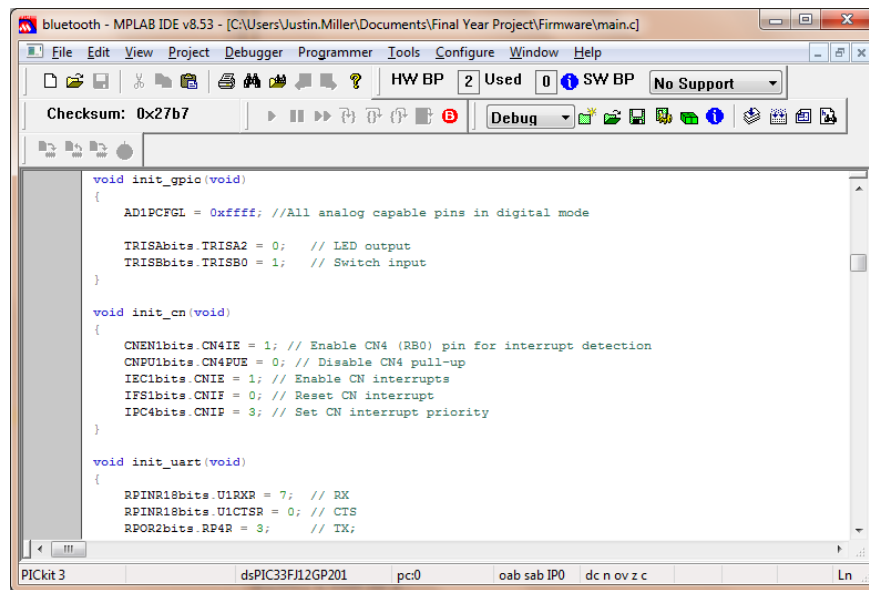 bluetooth - MPLAB IDE v8.53 - [C:\Users\Justin.Miller\Documents\Final Year Project\Firmware\main.c]
File Edit View Project Debugger Programmer Tools Configure Window Help
HW BP 2 Used 0 SW BP No Support
Checksum: 0x27b7 B Debug
void init_gpio(void)
{
AD1PCFGL = 0xffff; //All analog capable pins in digital mode
TRISAbits.TRISA2 = 0; // LED output
TRISBbits.TRISB0 = 1; // Switch input
}
void init_cn(void)
{
CNEN1bits.CN4IE = 1; // Enable CN4 (RB0) pin for interrupt detection
CNPU1bits.CN4PUE = 0; // Disable CN4 pull-up
IEC1bits.CNIE = 1; // Enable CN interrupts
IFS1bits.CNIF = 0; // Reset CN interrupt
IPC4bits.CNIP = 3; // Set CN interrupt priority
}
void init_uart(void)
{
RPINR18bits.U1RXR = 7; // RX
RPINR18bits.U1CTSR = 0; // CTS
RPOR2bits.RP4R = 3; // TX;
PICkit 3 dsPIC33FJ12GP201 pc:0 oab sab IP0 dc n ov z c Ln